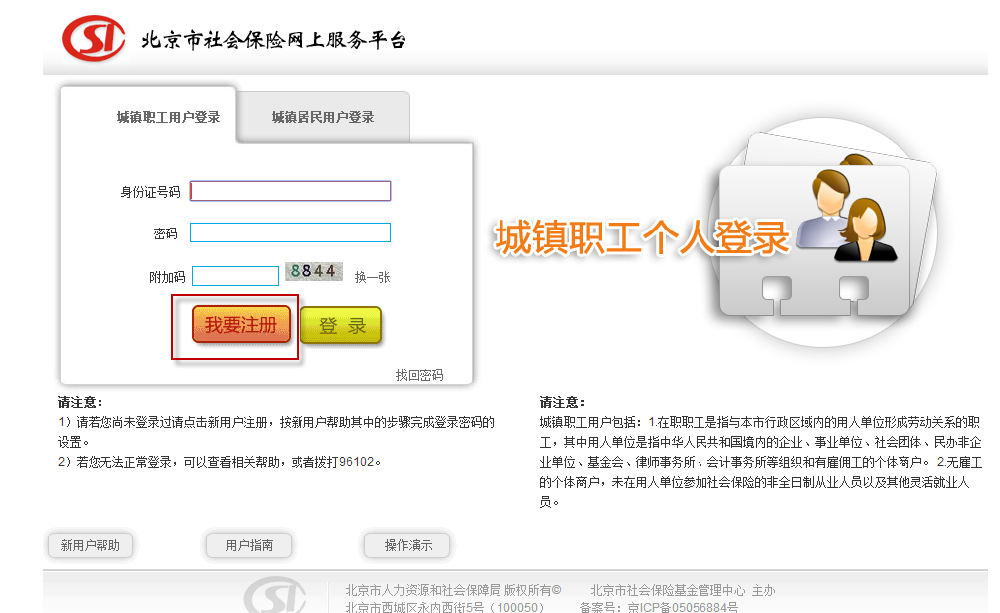 CSI
北京市社会保险网上服务平台
城镇职工用户登录
城镇居民用户登录
身份证号码
密码
附加码
8844
换一张
我要注册
登 录
找回密码
城镇职工个人登录
请注意：
1）请若您尚未登录过请点击新用户注册，按新用户帮助其中的步骤完成登录密码的
设置。
2）若您无法正常登录，可以查看相关帮助，或者拨打96102。
请注意：
城镇职工用户包括：1.在职职工是指与本市行政区域内的用人单位形成劳动关系的职
工，其中用人单位是指中华人民共和国境内的企业、事业单位、社会团体、民办非企
业单位、基金会、律师事务所、会计事务所等组织和有雇佣工的个体商户。 2.无雇工
的个体商户，未在用人单位参加社会保险的非全日制从业人员以及其他灵活就业人
员。
新用户帮助
用户指南
操作演示
CSI
北京市人力资源和社会保障局 版权所有© 北京市社会保险基金管理中心 主办
北京市西城区永内西街5号（100050） 备案号：京ICP备05056884号